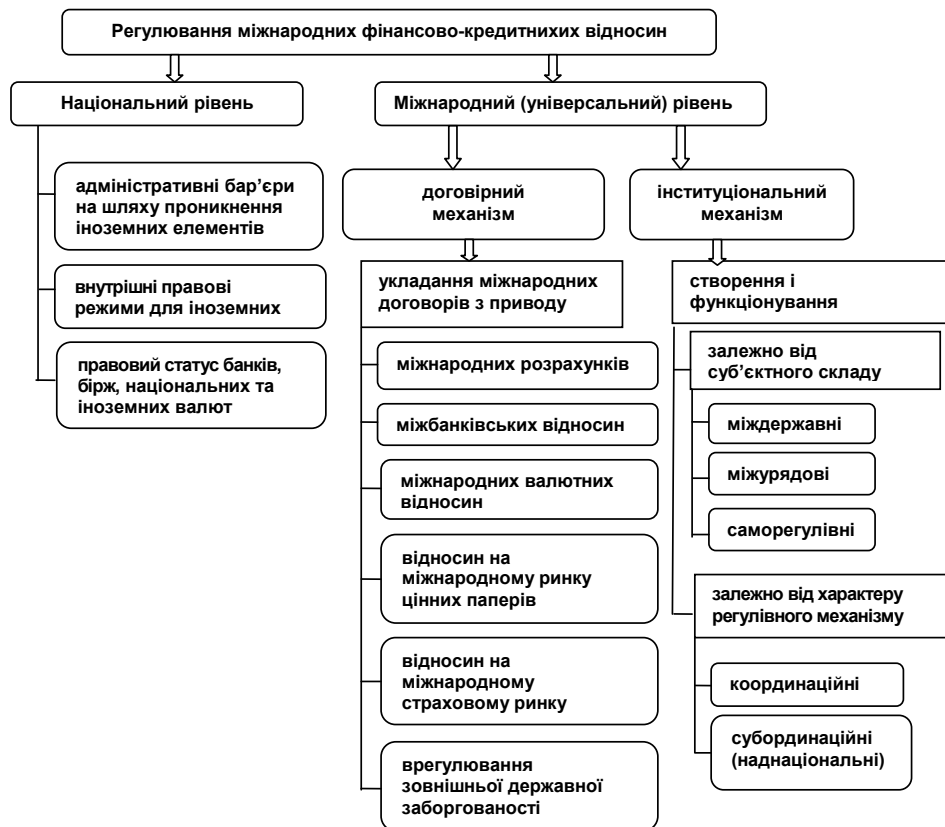 Регулювання міжнародних фінансово-кредитнихих відносин
Національний рівень
Міжнародний (універсальний) рівень
адміністративні бар’єри
на шляху проникнення
іноземних елементів
внутрішні правові
режими для іноземних
правовий статус банків,
бірж, національних та
іноземних валют
договірний
механізм
укладання міжнародних
договорів з приводу
міжнародних розрахунків
міжбанківських відносин
міжнародних валютних
відносин
відносин на
міжнародному ринку
цінних паперів
відносин на
міжнародному
страховому ринку
врегулювання
зовнішньої державної
заборгованості
інституціональний
механізм
створення і
функціонування
залежно від
суб’єктного складу
міждержавні
міжурядові
саморегулівні
залежно від характеру
регулівного механізму
координаційні
субординаційні
(наднаціональні)